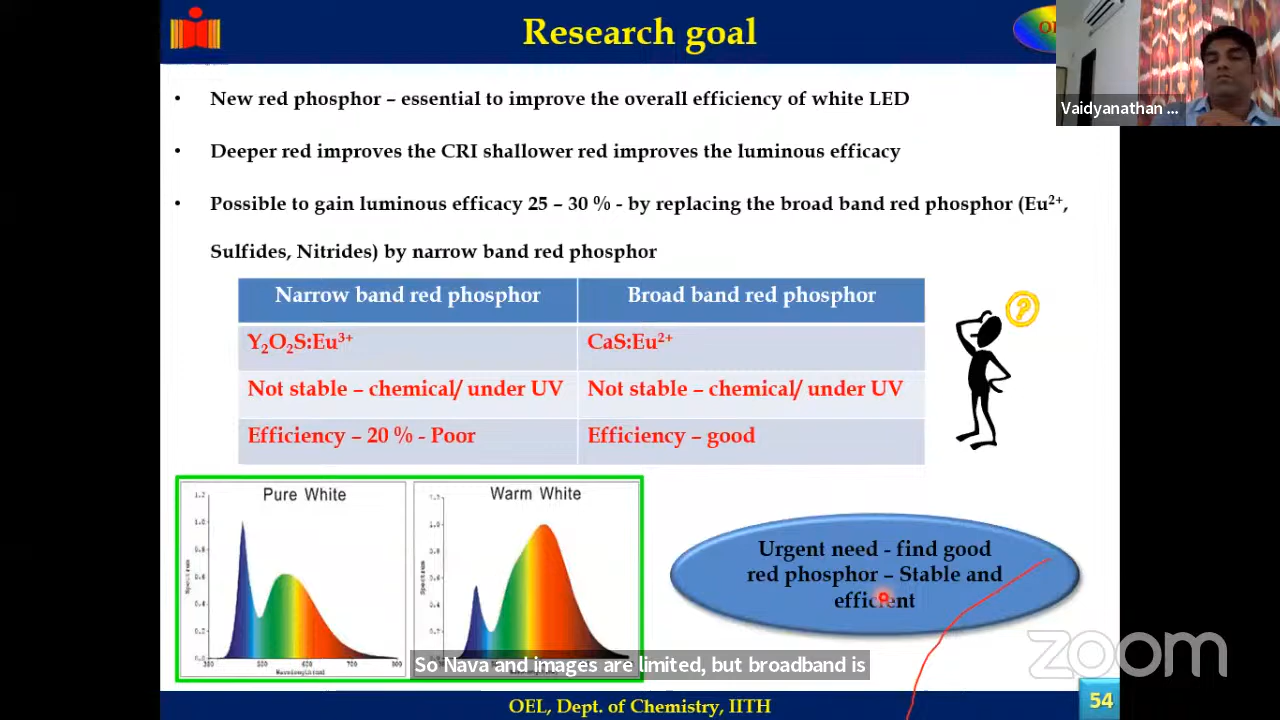 Research goal
OE
Vaidyanathan ...
• New red phosphor – essential to improve the overall efficiency of white LED
• Deeper red improves the CRI shallower red improves the luminous efficacy
• Possible to gain luminous efficacy 25 – 30 % - by replacing the broad band red phosphor (Eu²⁺,
Sulfides, Nitrides) by narrow band red phosphor
Narrow band red phosphor Broad band red phosphor
Y₂O₂S:Eu³⁺ CaS:Eu²⁺
Not stable – chemical/ under UV Not stable – chemical/ under UV
Efficiency – 20 % - Poor Efficiency – good
?
Pure White
Warm White
Urgent need - find good
red phosphor – Stable and
efficient
So Nava and images are limited, but broadband is
zoom
OEL, Dept. of Chemistry, IITH
54